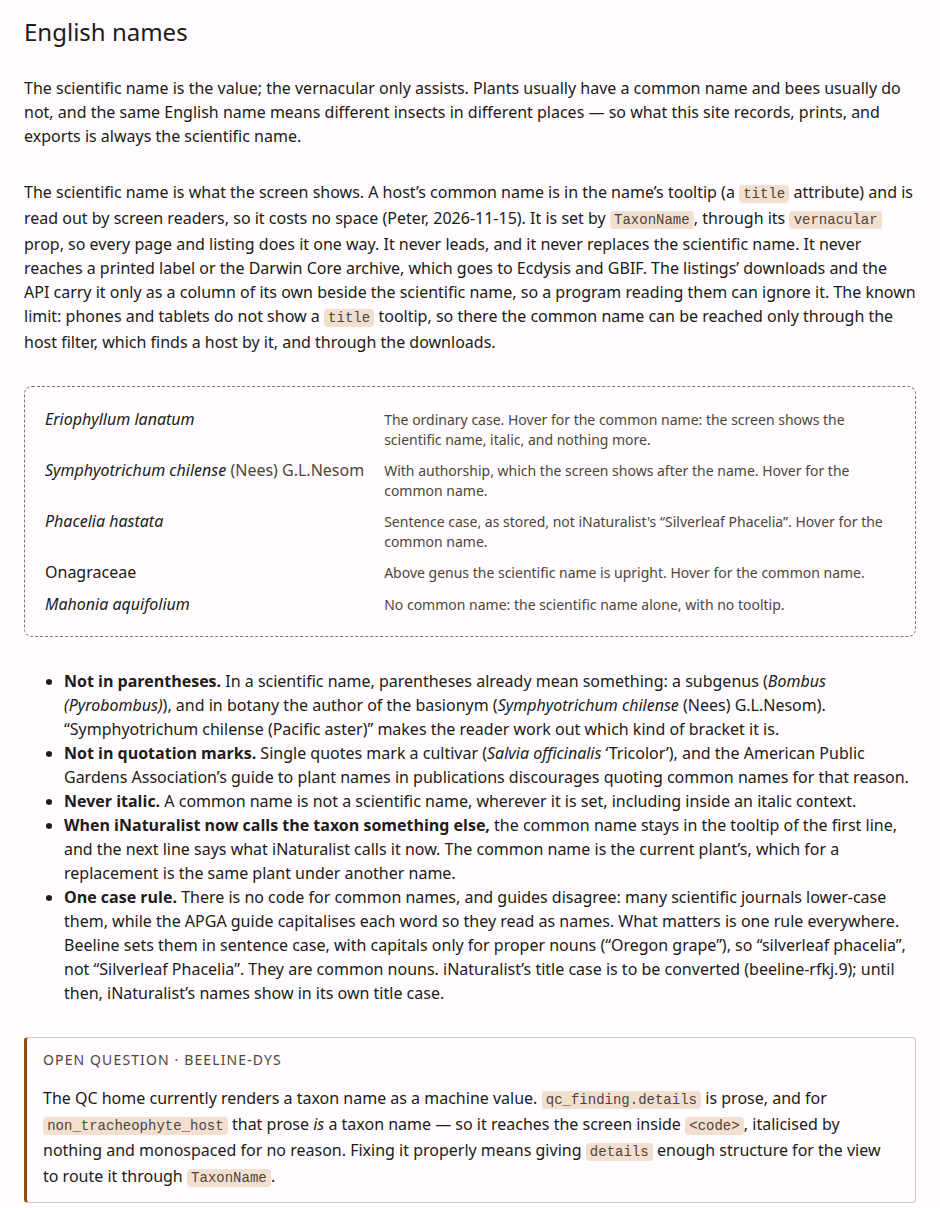 English names
The scientific name is the value; the vernacular only assists. Plants usually have a common name and bees usually do
not, and the same English name means different insects in different places — so what this site records, prints, and
exports is always the scientific name.
The scientific name is what the screen shows. A host’s common name is in the name’s tooltip (a title attribute) and is
read out by screen readers, so it costs no space (Peter, 2026-11-15). It is set by TaxonName, through its vernacular
prop, so every page and listing does it one way. It never leads, and it never replaces the scientific name. It never
reaches a printed label or the Darwin Core archive, which goes to Ecdysis and GBIF. The listings’ downloads and the
API carry it only as a column of its own beside the scientific name, so a program reading them can ignore it. The known
limit: phones and tablets do not show a title tooltip, so there the common name can be reached only through the
host filter, which finds a host by it, and through the downloads.
Eriophyllum lanatum
The ordinary case. Hover for the common name: the screen shows the
scientific name, italic, and nothing more.
Symphyotrichum chilense (Nees) G.L.Nesom
With authorship, which the screen shows after the name. Hover for the
common name.
Phacelia hastata
Sentence case, as stored, not iNaturalist's “Silverleaf Phacelia”. Hover for the
common name.
Onagraceae
Above genus the scientific name is upright. Hover for the common name.
Mahonia aquifolium
No common name: the scientific name alone, with no tooltip.
• Not in parentheses. In a scientific name, parentheses already mean something: a subgenus (Bombus
(Pyrobombus)), and in botany the author of the basionym (Symphyotrichum chilense (Nees) G.L.Nesom).
“Symphyotrichum chilense (Pacific aster)” makes the reader work out which kind of bracket it is.
• Not in quotation marks. Single quotes mark a cultivar (Salvia officinalis ‘Tricolor’), and the American Public
Gardens Association’s guide to plant names in publications discourages quoting common names for that reason.
• Never italic. A common name is not a scientific name, wherever it is set, including inside an italic context.
• When iNaturalist now calls the taxon something else, the common name stays in the tooltip of the first line,
and the next line says what iNaturalist calls it now. The common name is the current plant’s, which for a
replacement is the same plant under another name.
• One case rule. There is no code for common names, and guides disagree: many scientific journals lower-case
them, while the APGA guide capitalises each word so they read as names. What matters is one rule everywhere.
Beeline sets them in sentence case, with capitals only for proper nouns (“Oregon grape”), so “silverleaf phacelia”,
not “Silverleaf Phacelia”. They are common nouns. iNaturalist’s title case is to be converted (beeline-rfkj.9); until
then, iNaturalist’s names show in its own title case.
OPEN QUESTION · BEELINE-DYS
The QC home currently renders a taxon name as a machine value. qc_finding.details is prose, and for
non_tracheophyte_host that prose is a taxon name — so it reaches the screen inside <code>, italicised by
nothing and monospaced for no reason. Fixing it properly means giving details enough structure for the view
to route it through TaxonName.